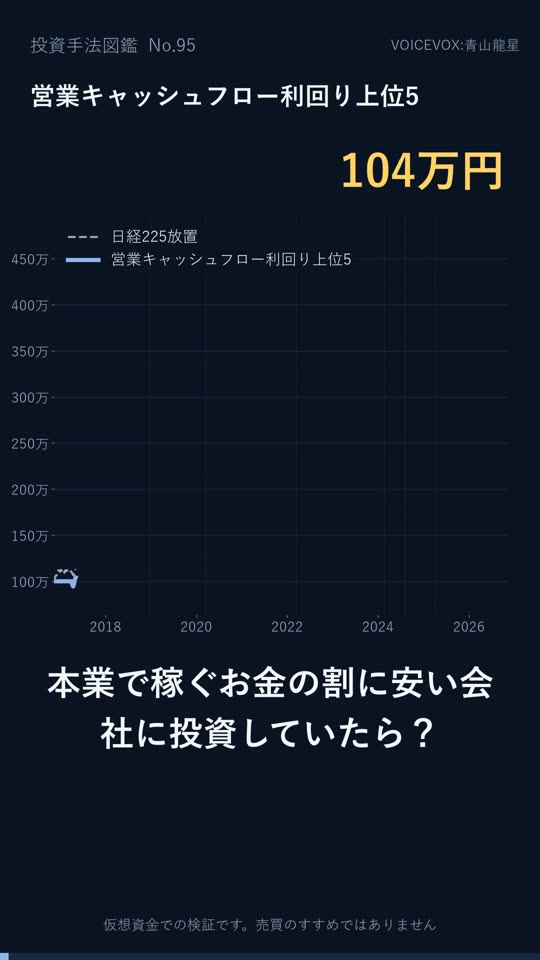 投資手法図鑑 No.95
VOICEVOX:青山龍星
営業キャッシュフロー利回り上位5
104万円
日経225放置
営業キャッシュフロー利回り上位5
450万
400万
350万
300万
250万
200万
150万
100万
2018 2020 2022 2024 2026
本業で稼ぐお金の割に安い会
社に投資していたら？
仮想資金での検証です。売買のすすめではありません